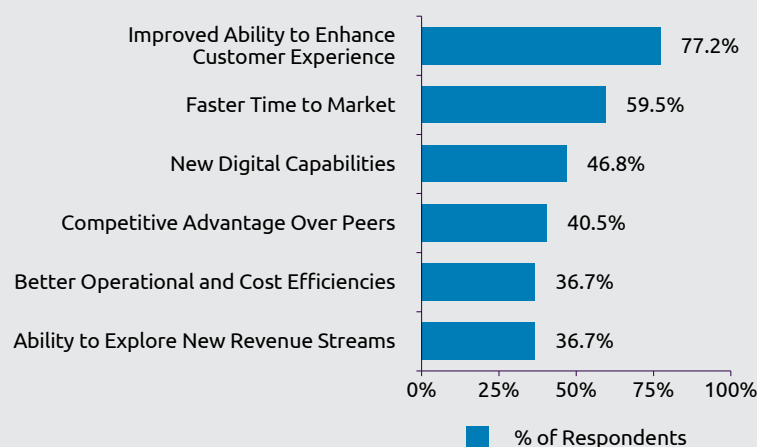 Improved Ability to Enhance
Customer Experience
77.2%
Faster Time to Market
59.5%
New Digital Capabilities
46.8%
Competitive Advantage Over Peers
40.5%
Better Operational and Cost Efficiencies
36.7%
Ability to Explore New Revenue Streams
36.7%
0% 25% 50% 75% 100%
% of Respondents